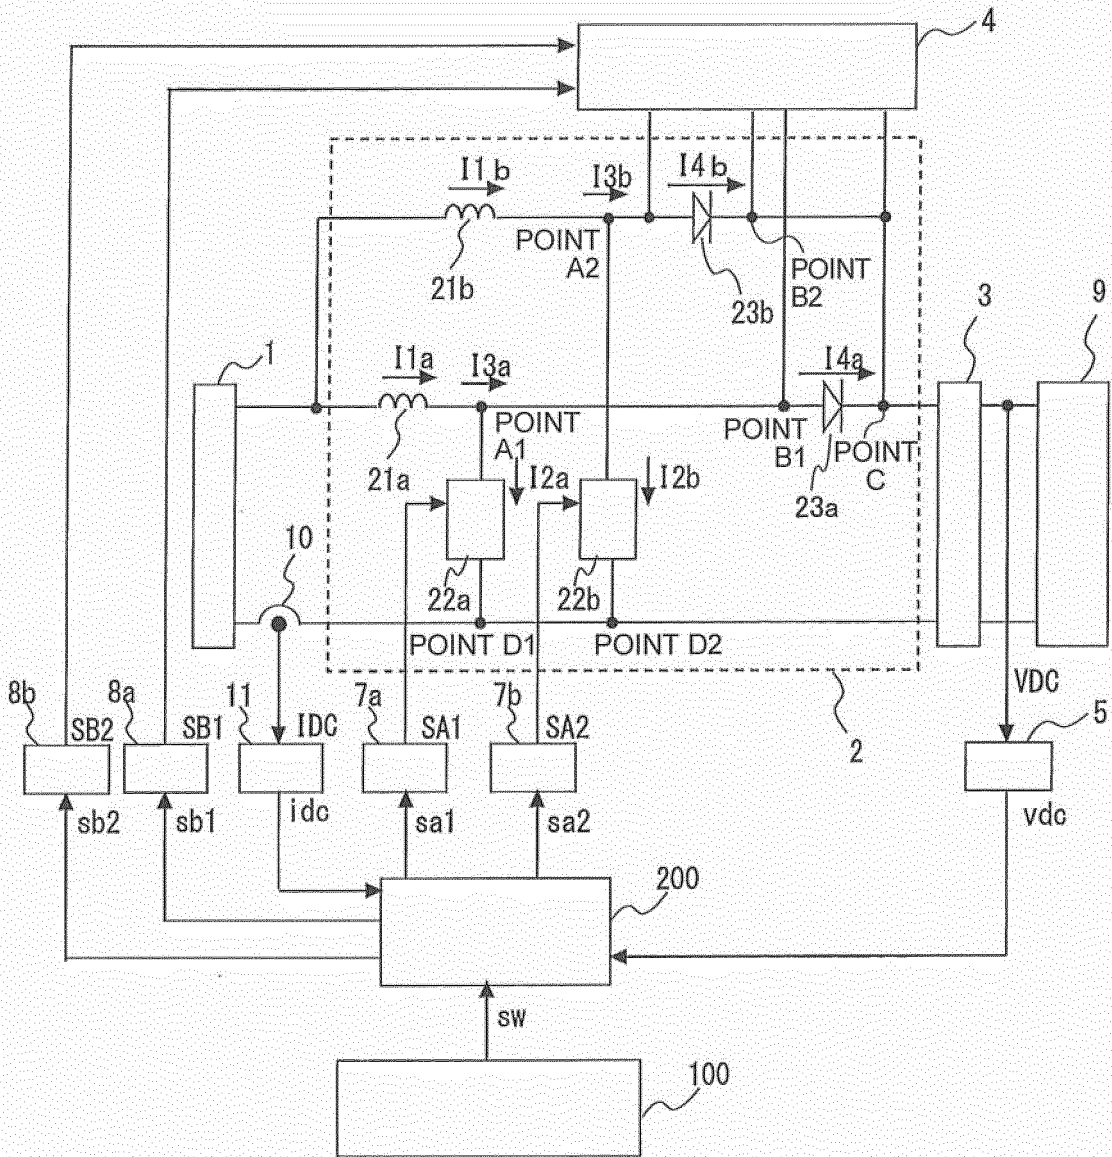 4
I1b
I3b
I4b
POINT
A2
21b
23b
POINT
B2
3
9
1
I1a
I3a
I4a
POINT
A1
POINT
B1
POINT
C
21a
I2a
I2b
23a
10
22a
22b
POINT D1
POINT D2
8b
8a
11
7a
7b
VDC
SB2
SB1
IDC
SA1
SA2
2
5
sb2
sb1
idc
sa1
sa2
vdc
200
sw
100